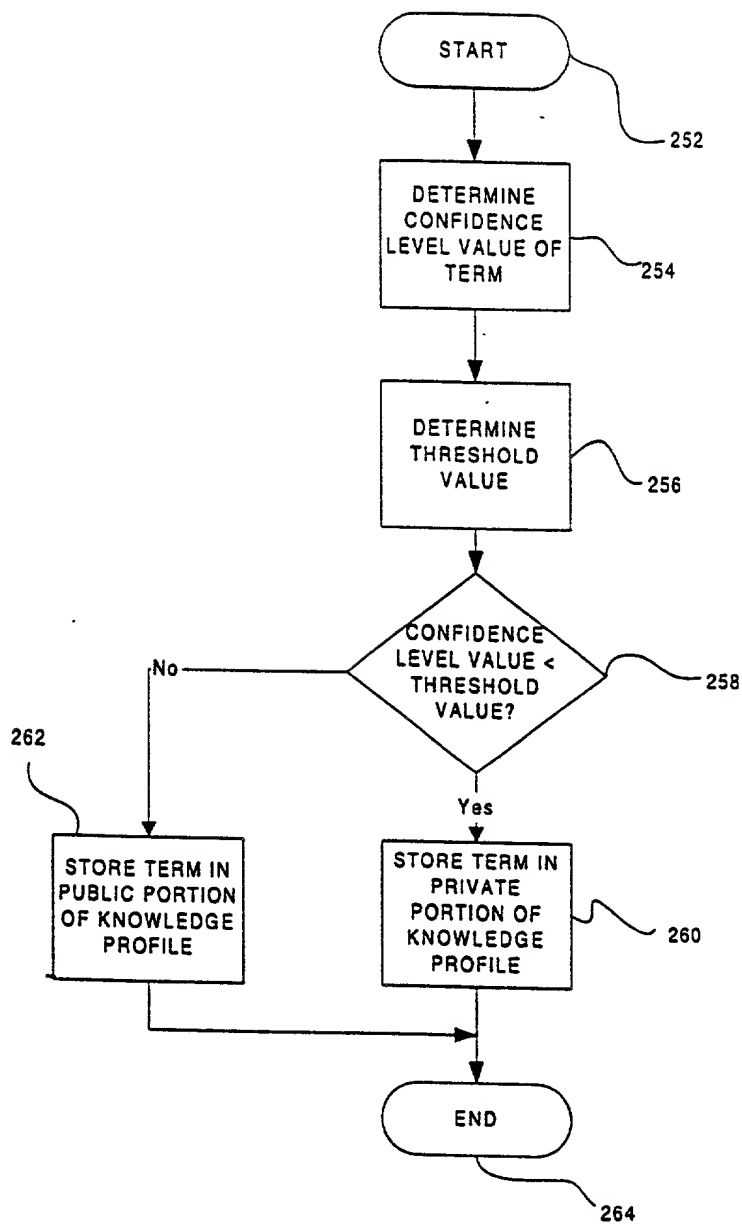 START
252
DETERMINE
CONFIDENCE
LEVEL VALUE OF
TERM
254
DETERMINE
THRESHOLD
VALUE
256
CONFIDENCE
LEVEL VALUE <
THRESHOLD
VALUE?
258
No
Yes
262
STORE TERM IN
PUBLIC PORTION
OF KNOWLEDGE
PROFILE
STORE TERM IN
PRIVATE
PORTION OF
KNOWLEDGE
PROFILE
260
END
264